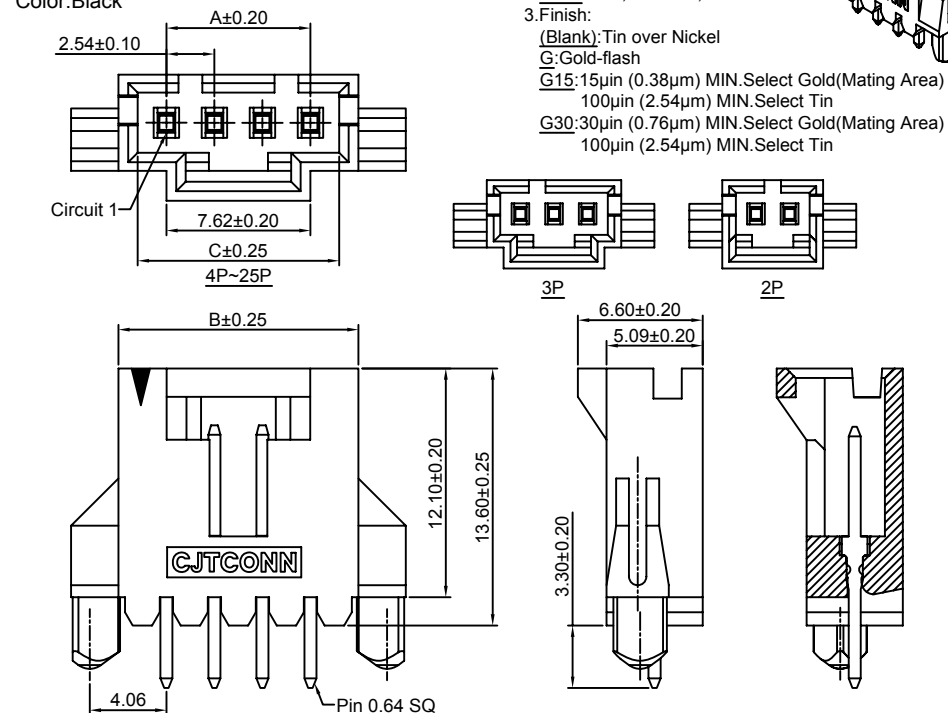 Color:Black
3.Finish:
(Blank):Tin over Nickel
G:Gold-flash
G15:15μin (0.38μm) MIN.Select Gold(Mating Area)
100μin (2.54μm) MIN.Select Tin
G30:30μin (0.76μm) MIN.Select Gold(Mating Area)
100μin (2.54μm) MIN.Select Tin
A±0.20
2.54±0.10
Circuit 1
7.62±0.20
C±0.25
4P~25P
3P
2P
B±0.25
12.10±0.20
13.60±0.25
CJTCONN
4.06
Pin 0.64 SQ
6.60±0.20
5.09±0.20
3.30±0.20